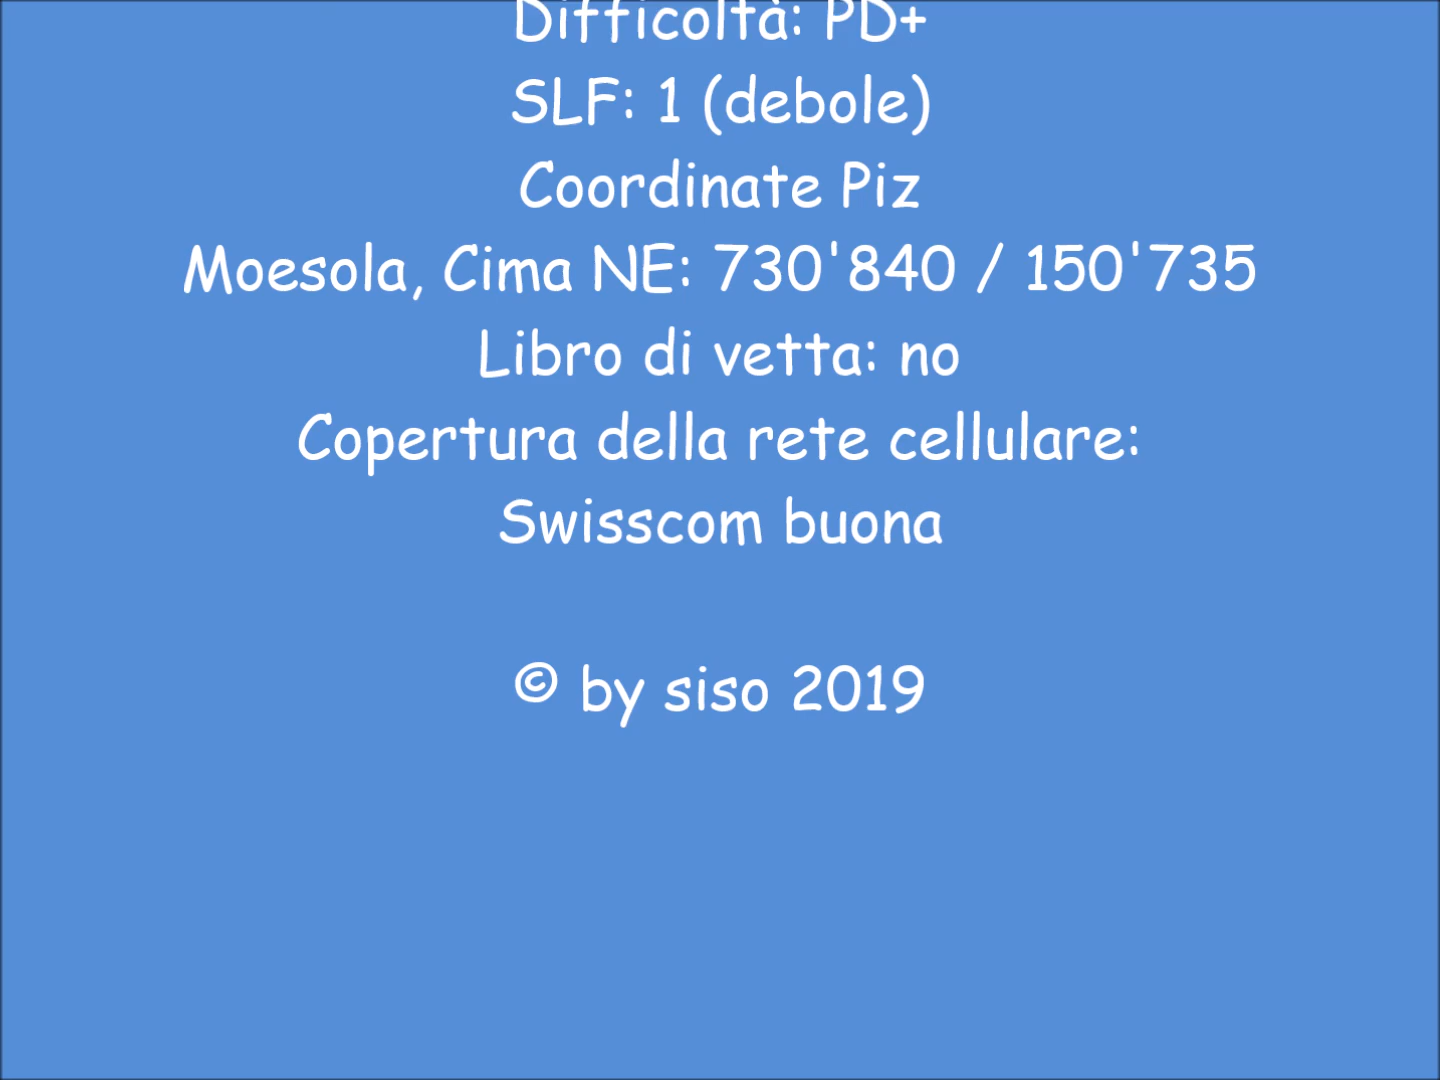 Difficoltà: PD+
SLF: 1 (debole)
Coordinate Piz
Moesola, Cima NE: 730'840 / 150'735
Libro di vetta: no
Copertura della rete cellulare:
Swisscom buona
© by siso 2019